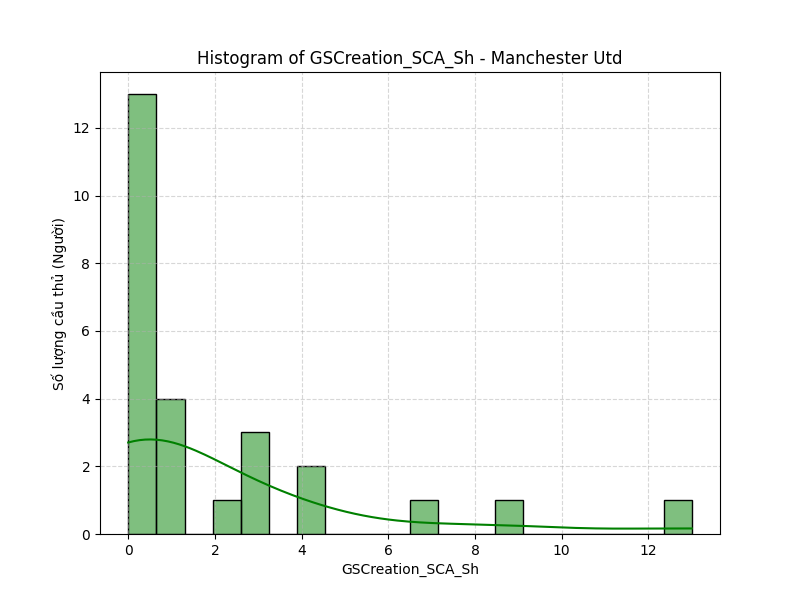 Histogram of GSCreation_SCA_Sh - Manchester Utd
Số lượng cầu thủ (Người)
12
10
8
6
4
2
0
0 2 4 6 8 10 12
GSCreation_SCA_Sh